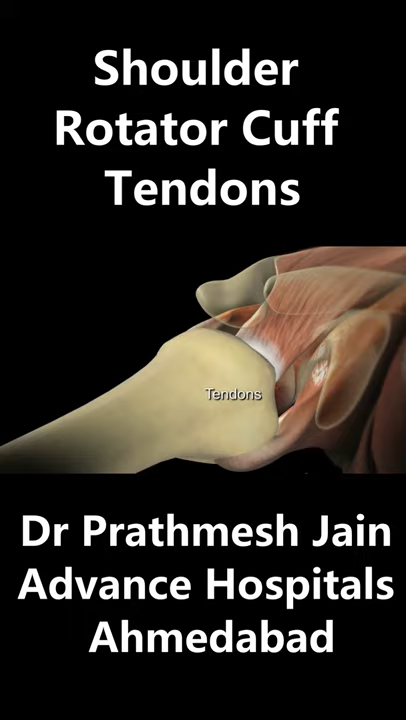 Shoulder
Rotator Cuff
Tendons
Tendons
Dr Prathmesh Jain
Advance Hospitals
Ahmedabad